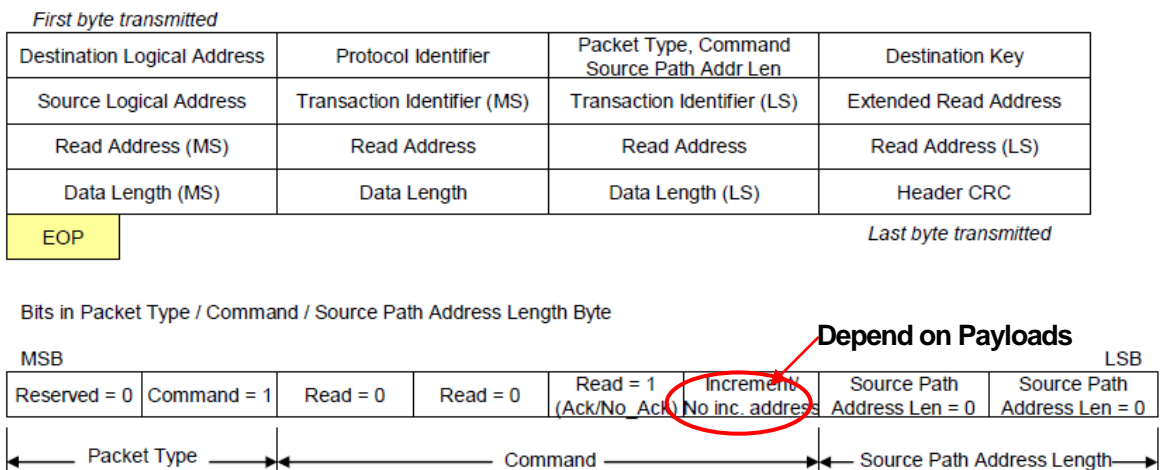 First byte transmitted
Destination Logical Address
Protocol Identifier
Packet Type, Command
Source Path Addr Len
Destination Key
Source Logical Address
Transaction Identifier (MS)
Transaction Identifier (LS)
Extended Read Address
Read Address (MS)
Read Address
Read Address
Read Address (LS)
Data Length (MS)
Data Length
Data Length (LS)
Header CRC
EOP
Last byte transmitted
Bits in Packet Type / Command / Source Path Address Length Byte
Depend on Payloads
MSB
LSB
Reserved = 0
Command = 1
Read = 0
Read = 0
Read = 1
(Ack/No_Ack)
Increment/
No inc. address
Source Path
Address Len = 0
Source Path
Address Len = 0
Packet Type
Command
Source Path Address Length